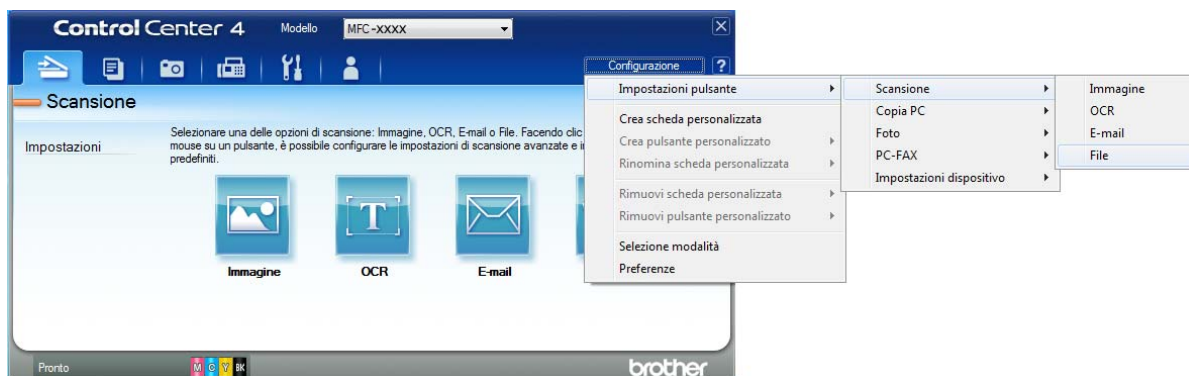 Control Center 4 Modello MFC-XXXX
Configurazione ?
Scansione
Impostazioni
Selezionare una delle opzioni di scansione: Immagine, OCR, E-mail o File. Facendo clic
mouse su un pulsante, è possibile configurare le impostazioni di scansione avanzate e i
predefiniti.
T
Immagine OCR E-mail
Impostazioni pulsante
Crea scheda personalizzata
Crea pulsante personalizzato
Rinomina scheda personalizzata
Rimuovi scheda personalizzata
Rimuovi pulsante personalizzato
Selezione modalità
Preferenze
Scansione
Copia PC
Foto
PC-FAX
Impostazioni dispositivo
Immagine
OCR
E-mail
File
Pronto M C Y BK brother